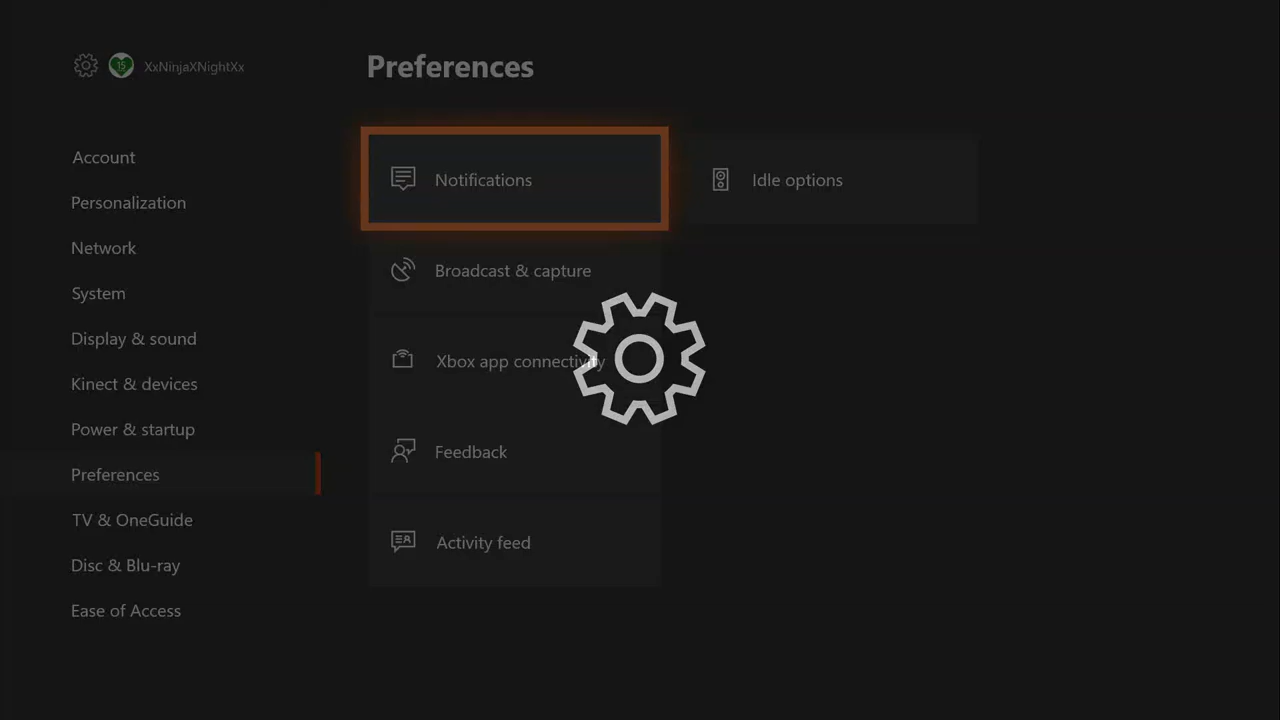 15 XxNinjaXNightXx
Preferences
Account
Personalization
Network
System
Display & sound
Kinect & devices
Power & startup
Preferences
TV & OneGuide
Disc & Blu-ray
Ease of Access
Notifications
Idle options
Broadcast & capture
Xbox app connectivity
Feedback
Activity feed